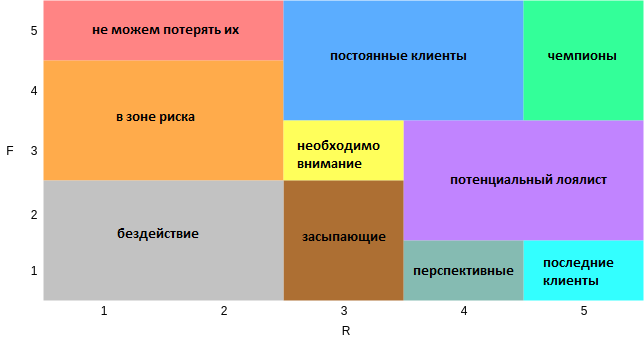 5
не можем потерять их
постоянные клиенты
чемпионы
4
в зоне риска
F
3
необходимо
внимание
потенциальный лоялист
2
бездействие
засыпающие
1
перспективные
последние
клиенты
1
2
3
4
5
R